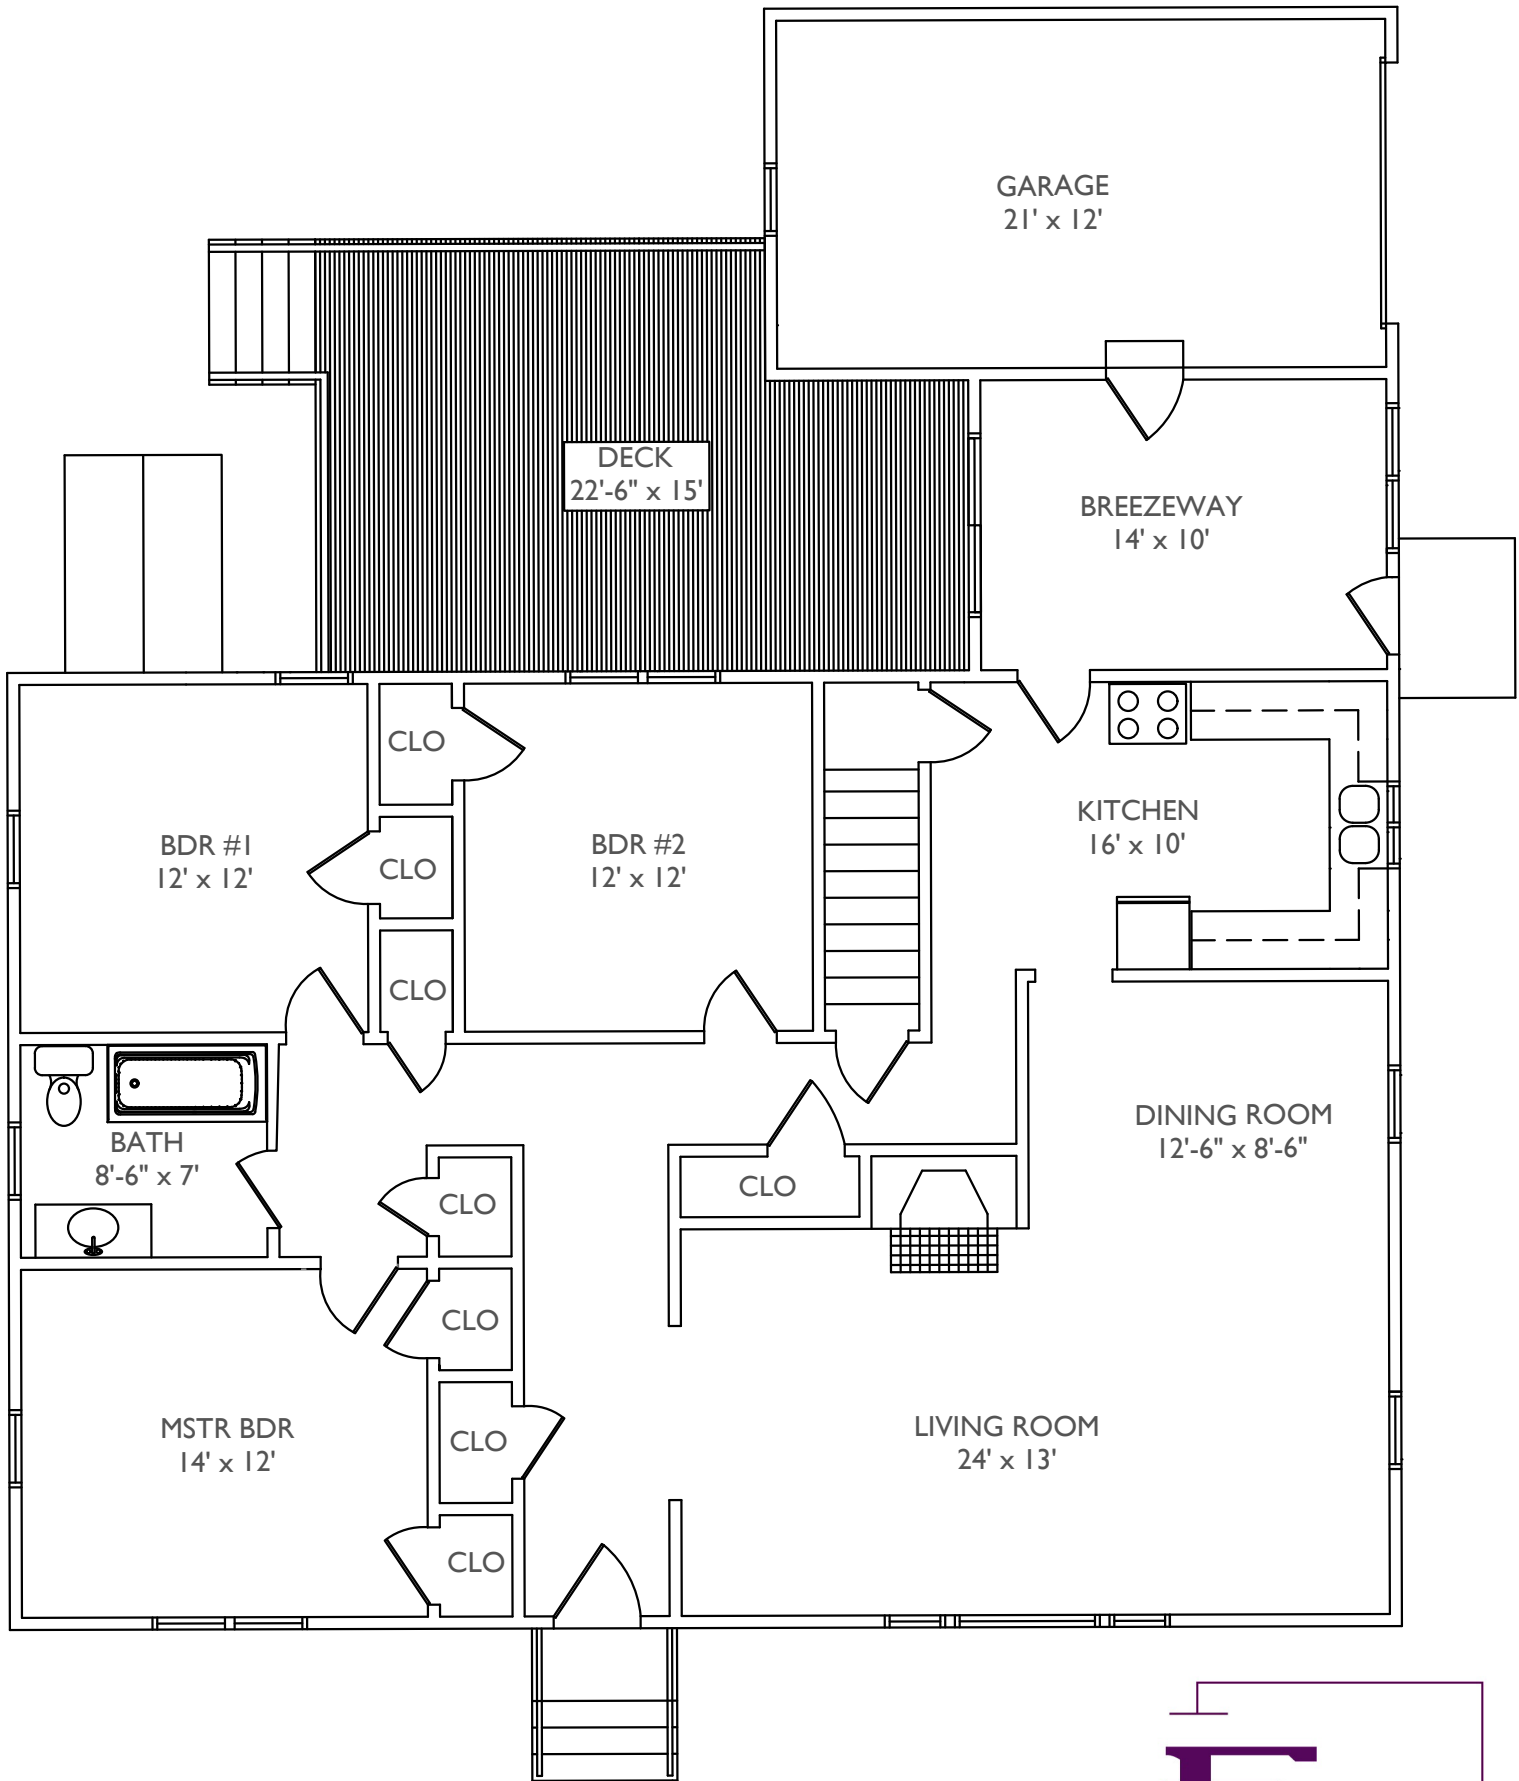 GARAGE
21' x 12'
DECK
22'-6" x 15'
BREEZEWAY
14' x 10'
CLO
BDR #1
12' x 12'
CLO
BDR #2
12' x 12'
KITCHEN
16' x 10'
CLO
BATH
8'-6" x 7'
CLO
CLO
DINING ROOM
12'-6" x 8'-6"
CLO
MSTR BDR
14' x 12'
CLO
LIVING ROOM
24' x 13'
CLO